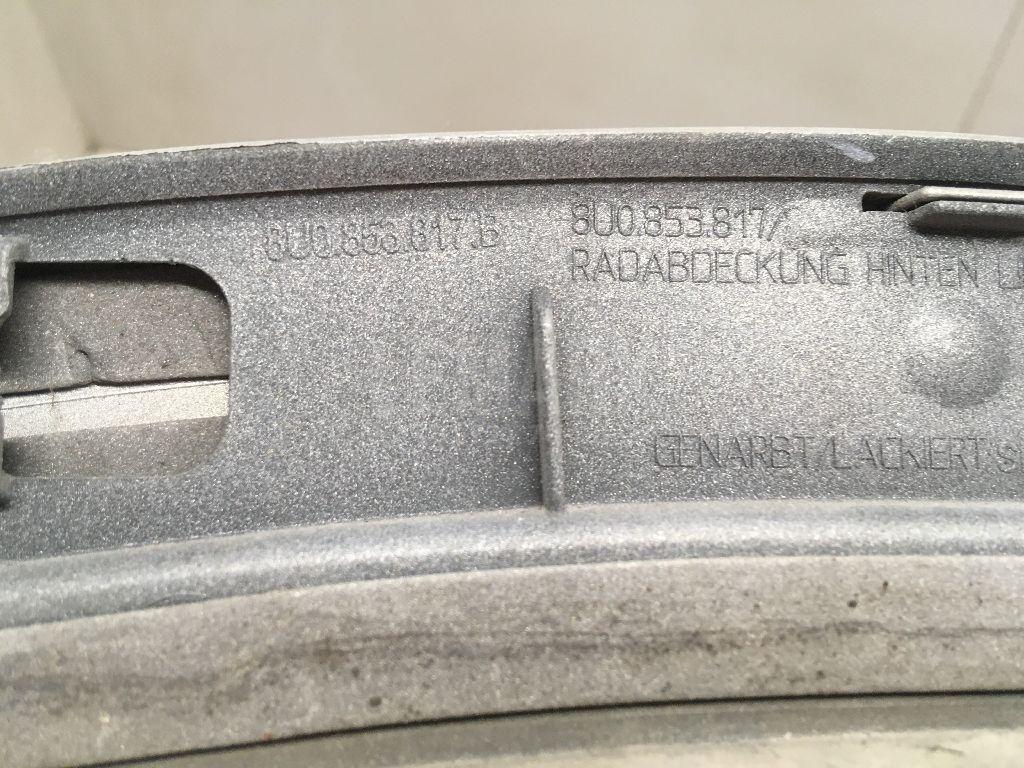 8U0.853.817.B
8U0.853.817/
RADABDECKUNG HINTEN
GENARBT/LACKIERT